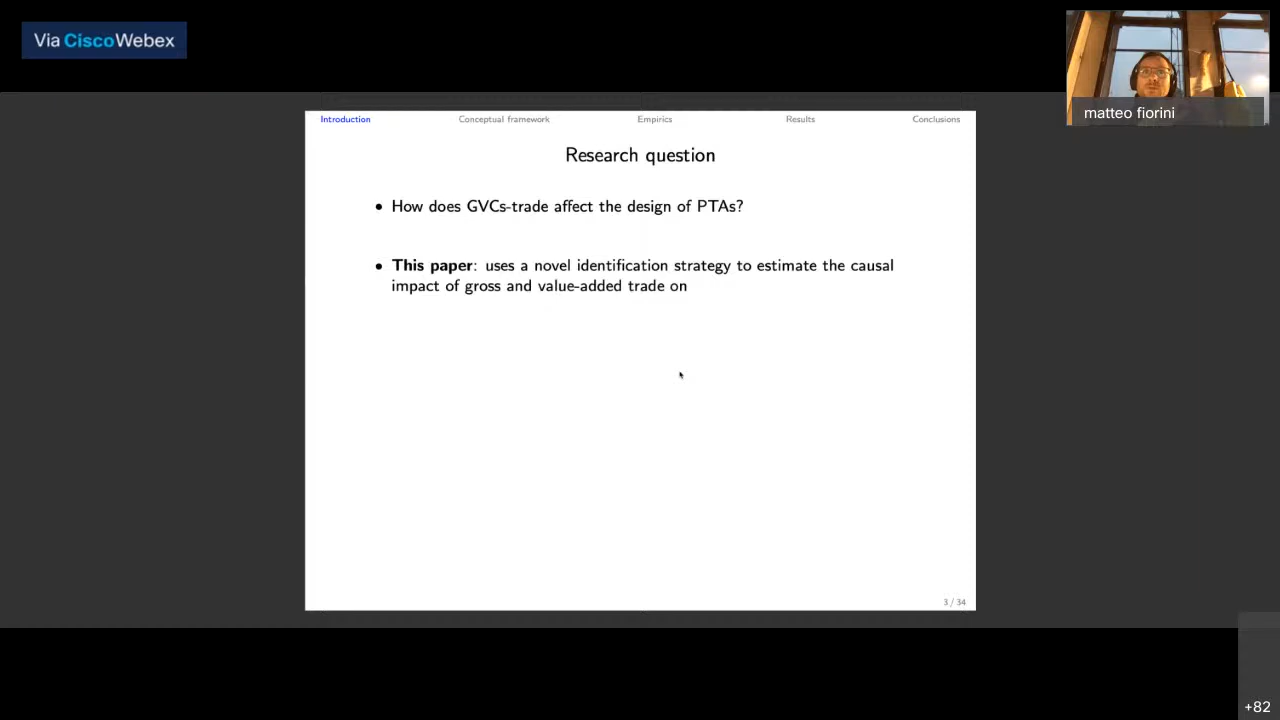 Via Cisco Webex
matteo fiorini
Introduction Conceptual framework Empirics Results Conclusions
Research question
• How does GVCs-trade affect the design of PTAs?
• This paper: uses a novel identification strategy to estimate the causal
impact of gross and value-added trade on
3 / 34
+82